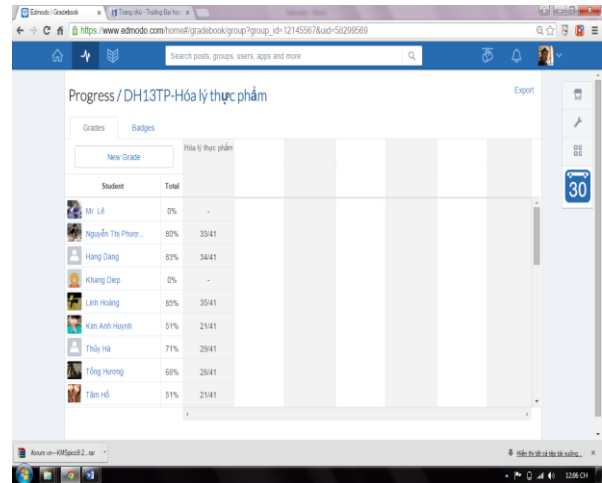 Edmodo | Gradebook
Trang chủ - Trường Đại học
https://www.edmodo.com/home#/gradebook/group?group_id=12145567&uid=58299569
Search posts, groups, users, apps and more
Progress / DH13TP-Hóa lý thực phẩm
Export
Grades Badges
New Grade
Hóa lý thực phẩm
Student Total
Mr. Lê 0% -
Nguyễn Thị Phươ... 80% 33/41
Hang Dang 83% 34/41
Khang Diep 0% -
Linh Hoàng 85% 35/41
Kim Anh Huynh 51% 21/41
Thủy Hà 71% 29/41
Tống Hương 68% 28/41
Tâm Hồ 51% 21/41
30
Hiển thị tất cả tệp tải xuống...
12:06 CH